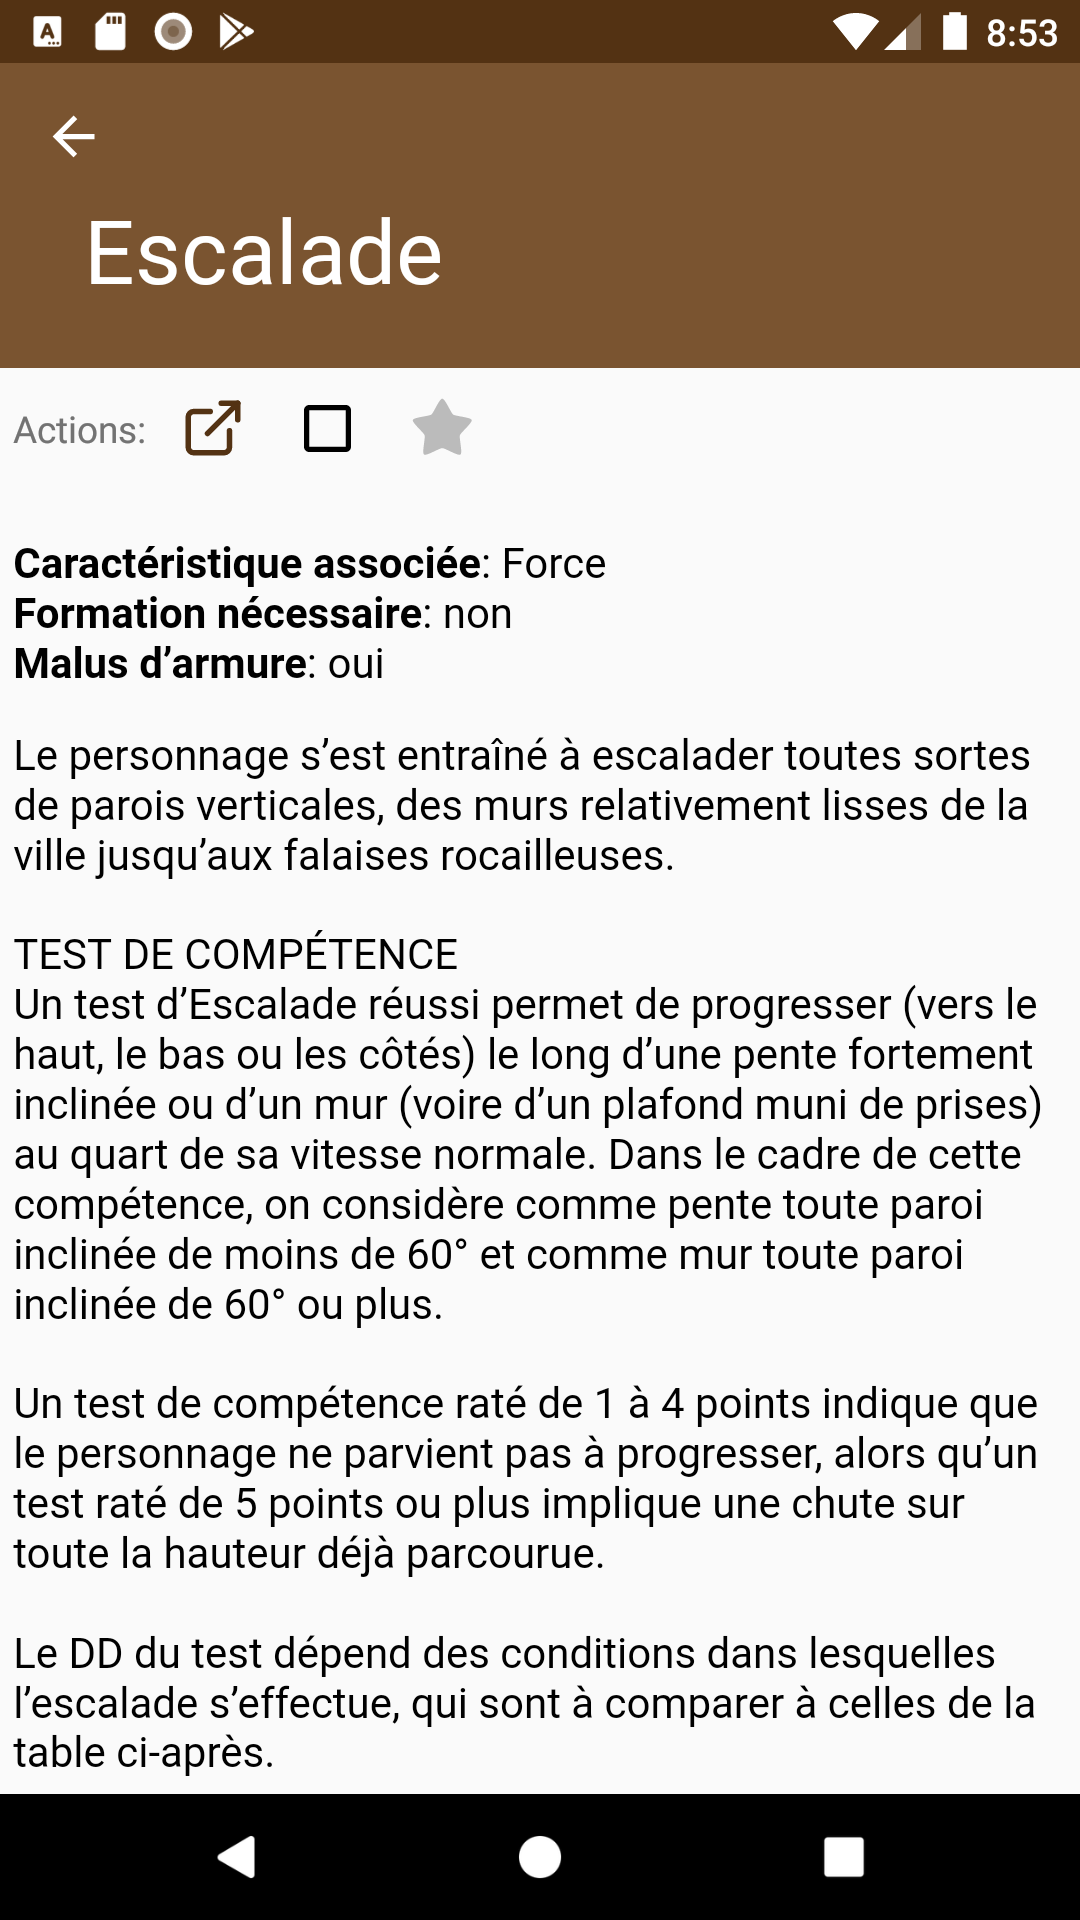 8:53
Escalade
Actions:
Caractéristique associée: Force
Formation nécessaire: non
Malus d’armure: oui
Le personnage s’est entraîné à escalader toutes sortes
de parois verticales, des murs relativement lisses de la
ville jusqu’aux falaises rocailleuses.
TEST DE COMPÉTENCE
Un test d’Escalade réussi permet de progresser (vers le
haut, le bas ou les côtés) le long d’une pente fortement
inclinée ou d’un mur (voire d’un plafond muni de prises)
au quart de sa vitesse normale. Dans le cadre de cette
compétence, on considère comme pente toute paroi
inclinée de moins de 60° et comme mur toute paroi
inclinée de 60° ou plus.
Un test de compétence raté de 1 à 4 points indique que
le personnage ne parvient pas à progresser, alors qu’un
test raté de 5 points ou plus implique une chute sur
toute la hauteur déjà parcourue.
Le DD du test dépend des conditions dans lesquelles
l’escalade s’effectue, qui sont à comparer à celles de la
table ci-après.